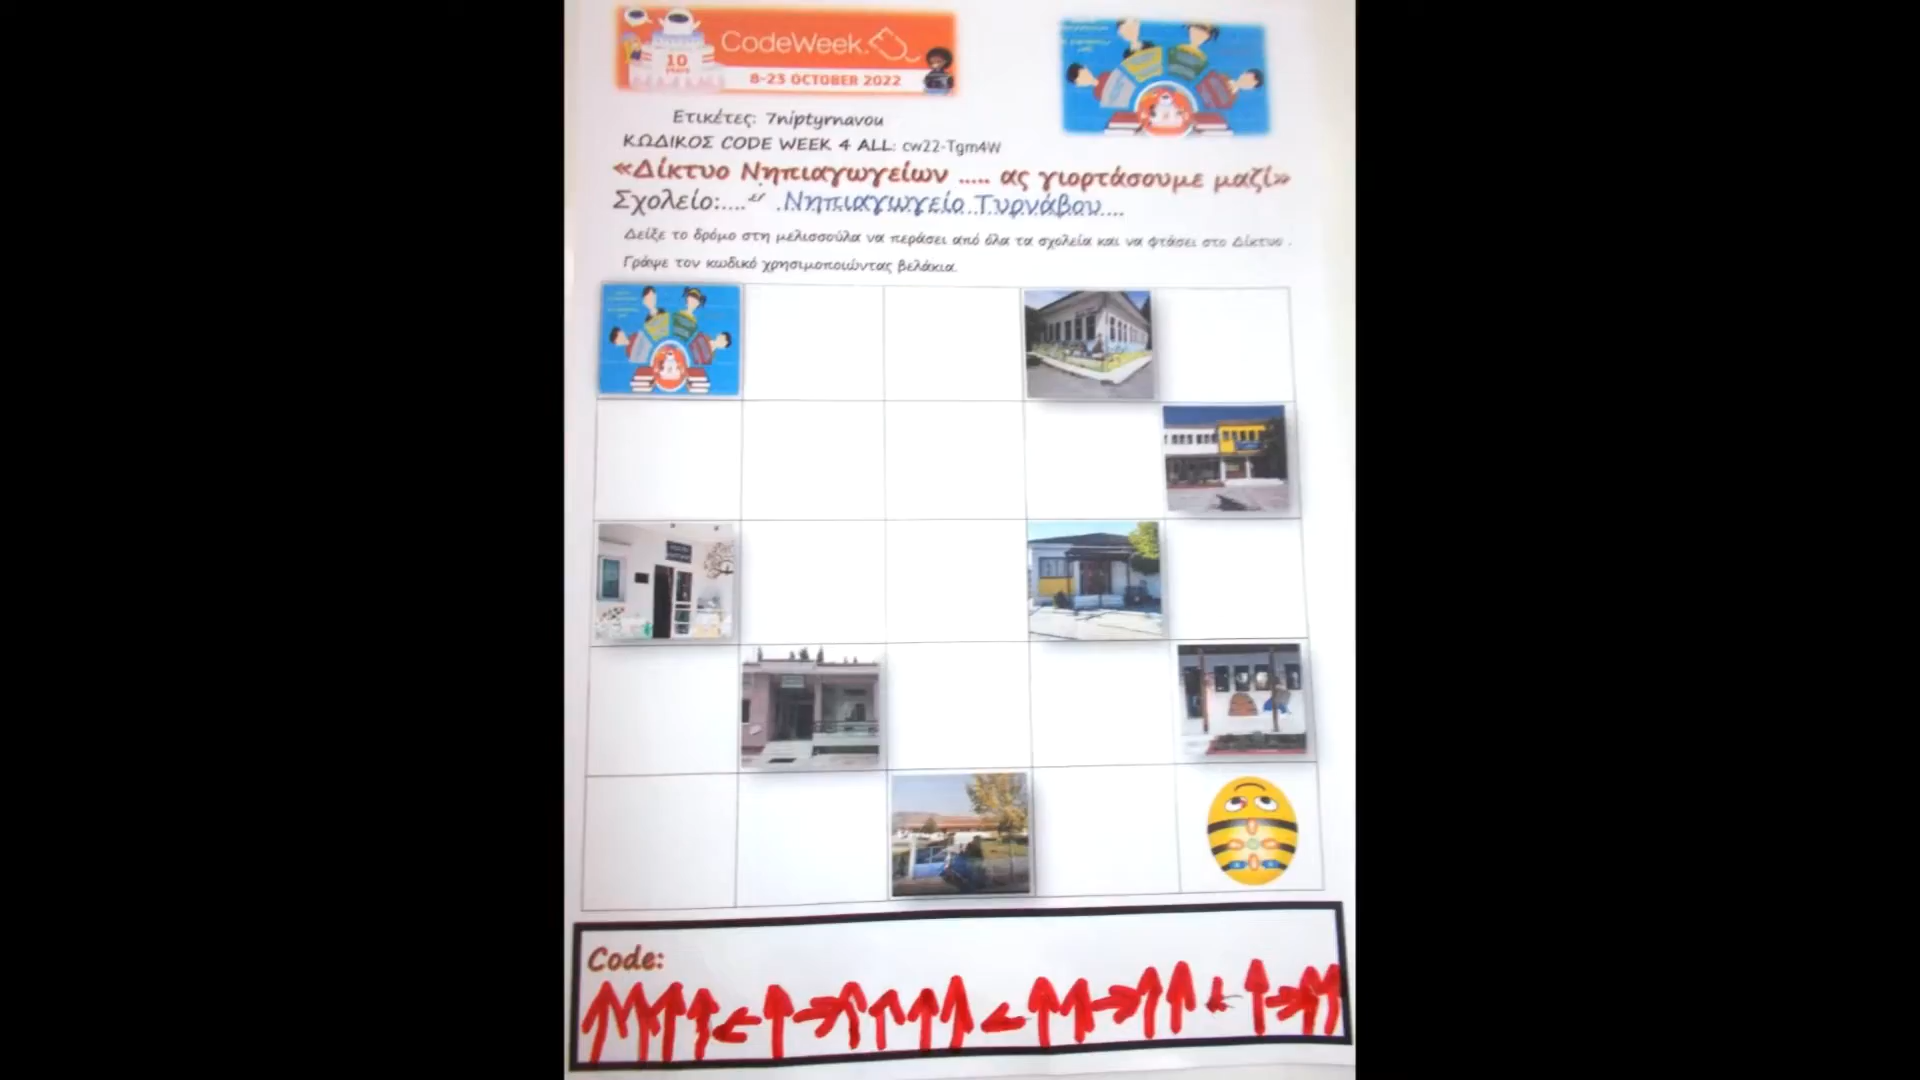 10
years
CodeWeek
8-23 OCTOBER 2022
Ετικέτες: 7niptyrnavou
ΚΩΔΙΚΟΣ CODE WEEK 4 ALL: cw22-Tgm4W
«Δίκτυο Νηπιαγωγείων ..... ας γιορτάσουμε μαζί»
Σχολείο:.... Νηπιαγωγείο Τυρνάβου....
Δείξε το δρόμο στη μελισσούλα να περάσει από όλα τα σχολεία και να φτάσει στο Δίκτυο .
Γράψε τον κωδικό χρησιμοποιώντας βελάκια.
Code: